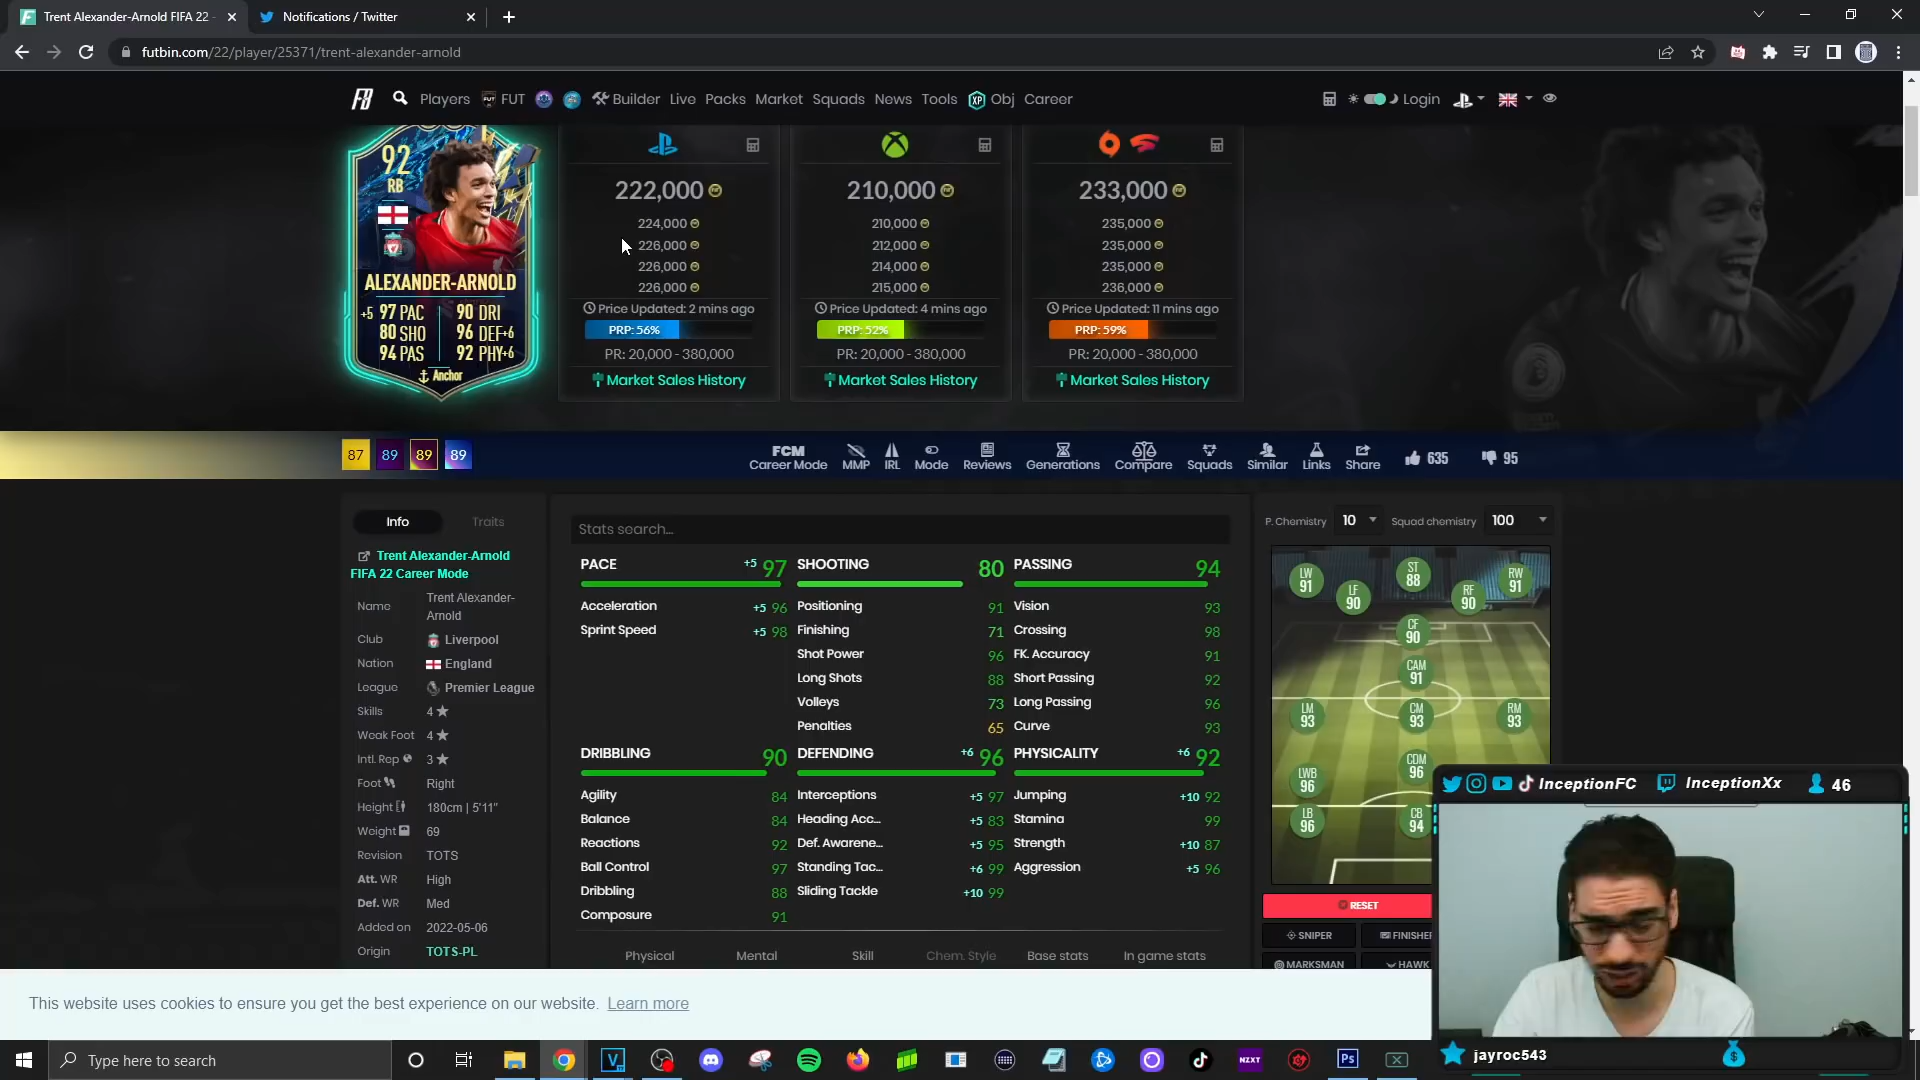 Trent Alexander-Arnold FIFA 22 -
Notifications / Twitter
futbin.com/22/player/25371/trent-alexander-arnold
Players FUT Builder Live Packs Market Squads News Tools XP Obj Career Login
92
RB
ALEXANDER-ARNOLD
+5 97 PAC 90 DRI
80 SHO 96 DEF+6
94 PAS 92 PHY+6
Anchor
222,000
224,000
226,000
226,000
226,000
Price Updated: 2 mins ago
PRP: 56%
PR: 20,000 - 380,000
Market Sales History
210,000
210,000
212,000
214,000
215,000
Price Updated: 4 mins ago
PRP: 52%
PR: 20,000 - 380,000
Market Sales History
233,000
235,000
235,000
235,000
236,000
Price Updated: 11 mins ago
PRP: 59%
PR: 20,000 - 380,000
Market Sales History
87 89 89 89
FCM
Career Mode MMP IRL Mode Reviews Generations Compare Squads Similar Links Share 635 95
Info Traits
Trent Alexander-Arnold
FIFA 22 Career Mode
Name Trent Alexander-
Arnold
Club Liverpool
Nation England
League Premier League
Skills 4
Weak Foot 4
Intl. Rep 3
Foot Right
Height 180cm | 5'11"
Weight 69
Revision TOTS
Att. WR High
Def. WR Med
Added on 2022-05-06
Origin TOTS-PL
Stats search...
PACE +5 97
Acceleration +5 96
Sprint Speed +5 98
SHOOTING 80
Positioning 91
Finishing 71
Shot Power 96
Long Shots 88
Volleys 73
Penalties 65
PASSING 94
Vision 93
Crossing 98
FK. Accuracy 91
Short Passing 92
Long Passing 96
Curve 93
DRIBBLING 90
Agility 84
Balance 84
Reactions 92
Ball Control 97
Dribbling 88
Composure 91
DEFENDING +6 96
Interceptions +5 97
Heading Acc... +5 83
Def. Awarene... +5 95
Standing Tac... +6 99
Sliding Tackle +10 99
PHYSICALITY +6 92
Jumping +10 92
Stamina 99
Strength +10 87
Aggression +5 96
Physical Mental Skill Chem. Style Base stats In game stats
P. Chemistry 10 Squad chemistry 100
LW
91
LF
90
ST
88
RF
90
RW
91
CF
90
CAM
91
LM
93
CM
93
RM
93
LWB
96
CDM
96
LB
96
CB
94
RESET
SNIPER FINISHER
MARKSMAN HAWK
InceptionFC InceptionXx 46
jayroc543
This website uses cookies to ensure you get the best experience on our website. Learn more
Type here to search
V
NZXT
Ps